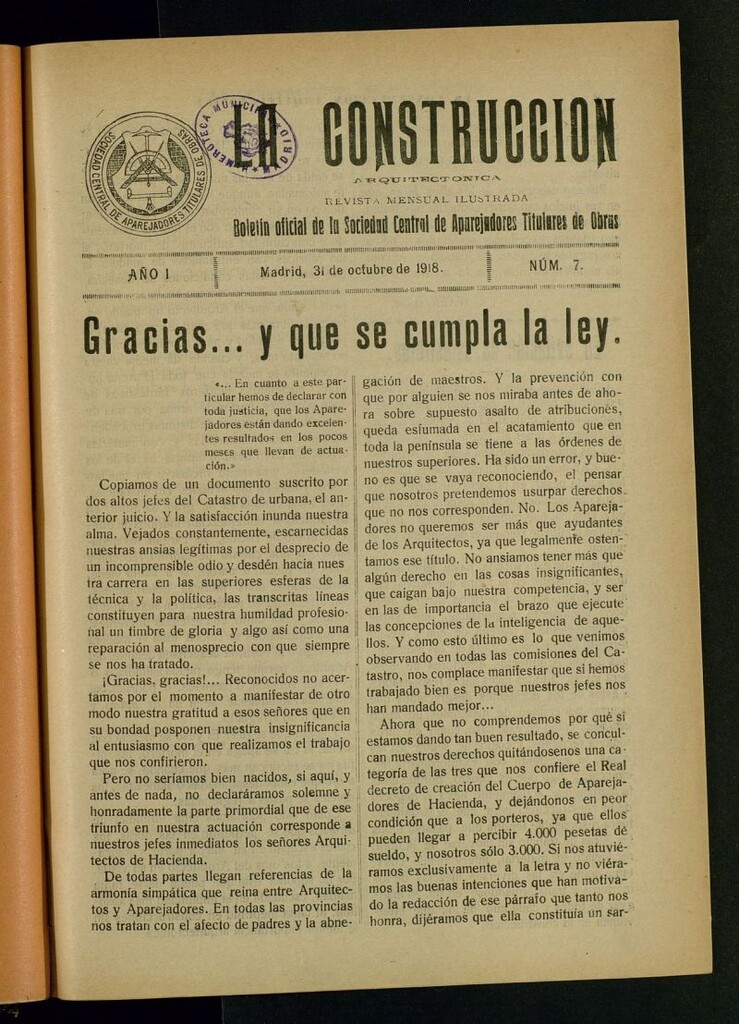 SOCIEDAD CENTRAL DE APAREJADORES TITULARES DE OBRAS
HEMEROTECA MUNICIPAL MADRID
LA CONSTRUCCION
ARQUITECTONICA
REVISTA MENSUAL ILUSTRADA
Boletín oficial de la Sociedad Central de Aparejadores Titulares de Obras
AÑO I
Madrid, 31 de octubre de 1918.
NÚM. 7.
Gracias... y que se cumpla la ley.
«... En cuanto a este par-
ticular hemos de declarar con
toda justicia, que los Apare-
jadores están dando excelen-
tes resultados en los pocos
meses que llevan de actua-
ción.»
Copiamos de un documento suscrito por
dos altos jefes del Catastro de urbana, el an-
terior juicio. Y la satisfacción inunda nuestra
alma. Vejados constantemente, escarnecidas
nuestras ansias legítimas por el desprecio de
un incomprensible odio y desdén hacia nues
tra carrera en las superiores esferas de la
técnica y la política, las transcritas líneas
constituyen para nuestra humildad profesio-
nal un timbre de gloria y algo así como una
reparación al menosprecio con que siempre
se nos ha tratado.
¡Gracias, gracias!... Reconocidos no acer-
tamos por el momento a manifestar de otro
modo nuestra gratitud a esos señores que en
su bondad posponen nuestra insignificancia
al entusiasmo con que realizamos el trabajo
que nos confirieron.
Pero no seríamos bien nacidos, si aquí, y
antes de nada, no declaráramos solemne y
honradamente la parte primordial que de ese
triunfo en nuestra actuación corresponde a
nuestros jefes inmediatos los señores Arqui-
tectos de Hacienda.
De todas partes llegan referencias de la
armonía simpática que reina entre Arquitec-
tos y Aparejadores. En todas las provincias
nos tratan con el afecto de padres y la abne-
gación de maestros. Y la prevención con
que por alguien se nos miraba antes de aho-
ra sobre supuesto asalto de atribuciones,
queda esfumada en el acatamiento que en
toda la península se tiene a las órdenes de
nuestros superiores. Ha sido un error, y bue-
no es que se vaya reconociendo, el pensar
que nosotros pretendemos usurpar derechos
que no nos corresponden. No. Los Apareja-
dores no queremos ser más que ayudantes
de los Arquitectos, ya que legalmente osten-
tamos ese título. No ansiamos tener más que
algún derecho en las cosas insignificantes,
que caigan bajo nuestra competencia, y ser
en las de importancia el brazo que ejecute
las concepciones de la inteligencia de aque-
llos. Y como esto último es lo que venimos
observando en todas las comisiones del Ca-
tastro, nos complace manifestar que si hemos
trabajado bien es porque nuestros jefes nos
han mandado mejor...
Ahora que no comprendemos por qué si
estamos dando tan buen resultado, se concul-
can nuestros derechos quitándosenos una ca-
tegoría de las tres que nos confiere el Real
decreto de creación del Cuerpo de Apareja-
dores de Hacienda, y dejándonos en peor
condición que a los porteros, ya que ellos
pueden llegar a percibir 4.000 pesetas de
sueldo, y nosotros sólo 3.000. Si nos atuvié-
ramos exclusivamente a la letra y no viéra-
mos las buenas intenciones que han motiva-
do la redacción de ese párrafo que tanto nos
honra, dijéramos que ella constituía un sar-